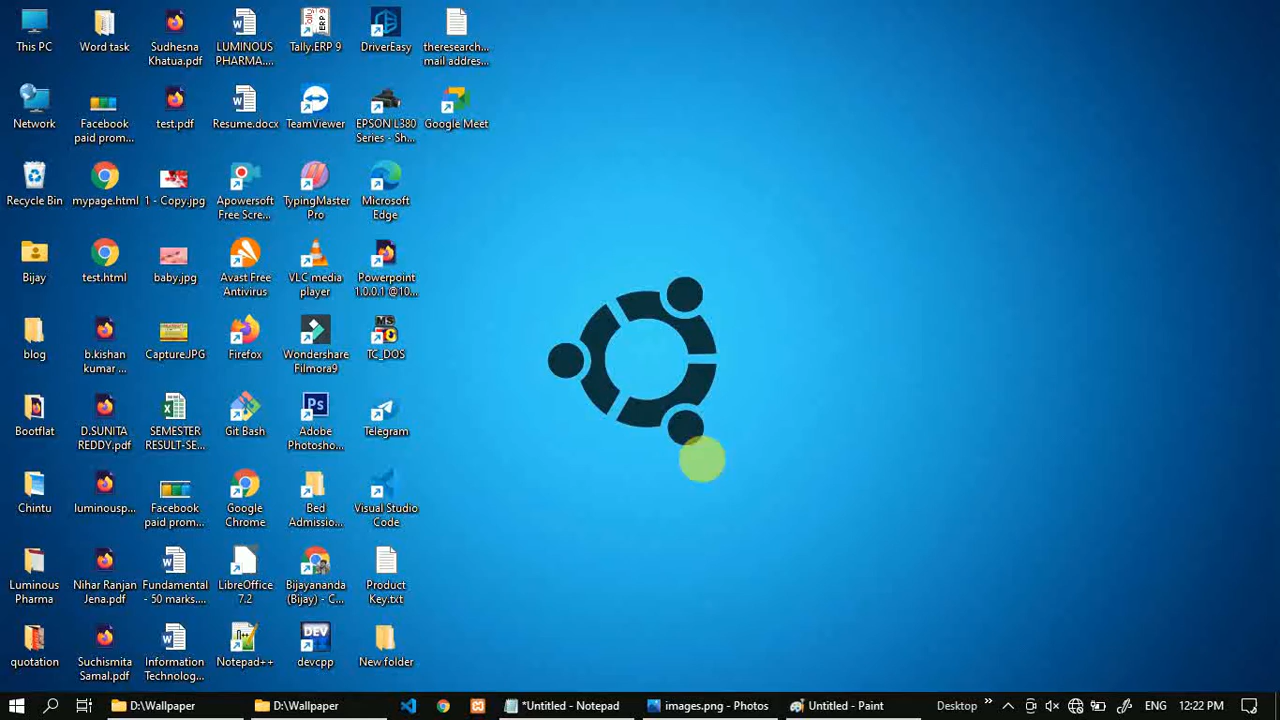 This PC
Word task
Sudhesna
Khatua.pdf
LUMINOUS
PHARMA....
Tally.ERP 9
DriverEasy
theresearch...
mail addres...
Network
Facebook
paid prom...
test.pdf
Resume.docx
TeamViewer
EPSON L380
Series - Sh...
Google Meet
Recycle Bin
mypage.html
1 - Copy.jpg
Apowersoft
Free Scre...
TypingMaster
Pro
Microsoft
Edge
Bijay
test.html
baby.jpg
Avast Free
Antivirus
VLC media
player
Powerpoint
1.0.0.1 @10...
blog
b.kishan
kumar ...
Capture.JPG
Firefox
Wondershare
Filmora9
MS
TC_DOS
Bootflat
D.SUNITA
REDDY.pdf
SEMESTER
RESULT-SE...
Git Bash
Ps
Adobe
Photosho...
Telegram
Chintu
luminousp...
Facebook
paid prom...
Google
Chrome
Bed
Admissio...
Visual Studio
Code
Luminous
Pharma
Nihar Ranjan
Jena.pdf
Fundamental
- 50 marks....
LibreOffice
7.2
Bijayananda
(Bijay) - C...
Product
Key.txt
quotation
Suchismita
Samal.pdf
Information
Technolog...
Notepad++
DEV
devcpp
New folder
D:\Wallpaper
D:\Wallpaper
*Untitled - Notepad
images.png - Photos
Untitled - Paint
Desktop
ENG
12:22 PM